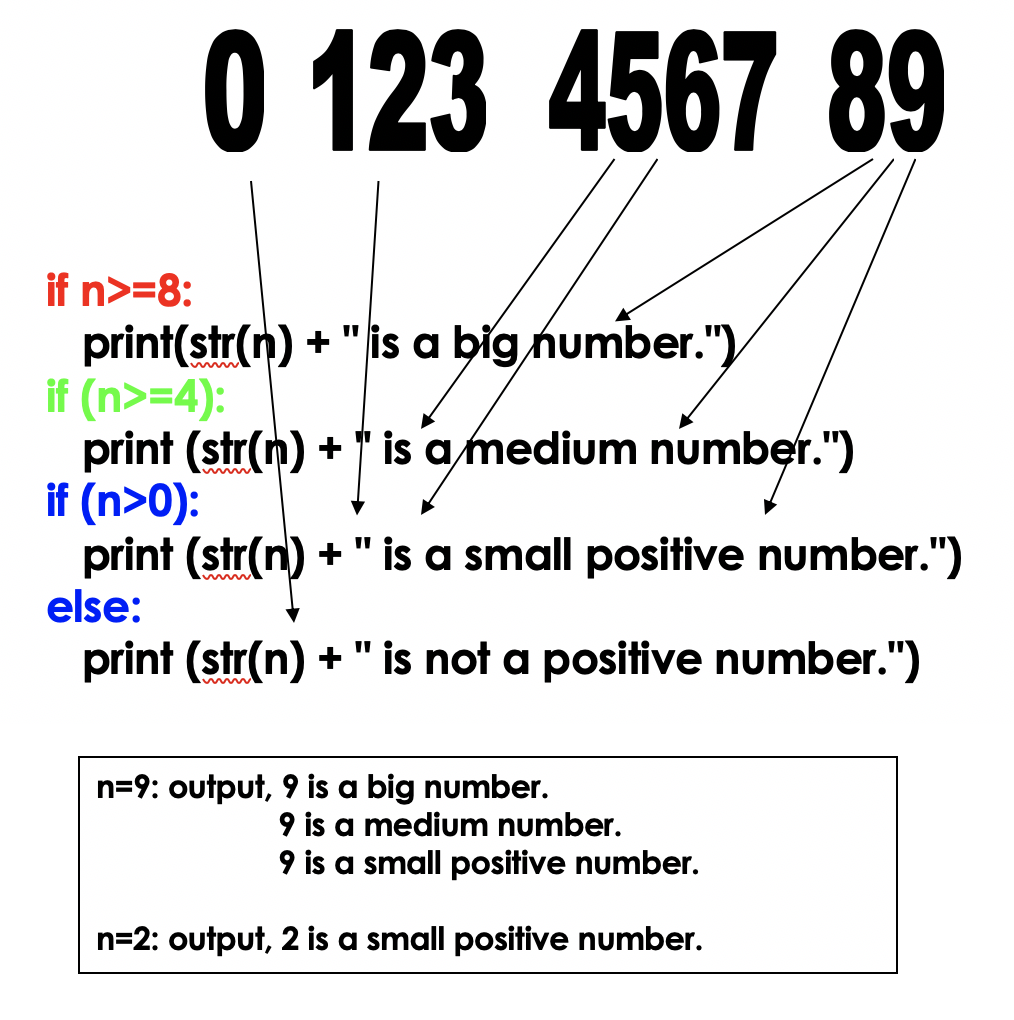 0 123 4567 89
if n>=8:
print(str(n) + " is a big number.")
if (n>=4):
print (str(n) + " is a medium number.")
if (n>0):
print (str(n) + " is a small positive number.")
else:
print (str(n) + " is not a positive number.")
n=9: output, 9 is a big number.
9 is a medium number.
9 is a small positive number.
n=2: output, 2 is a small positive number.